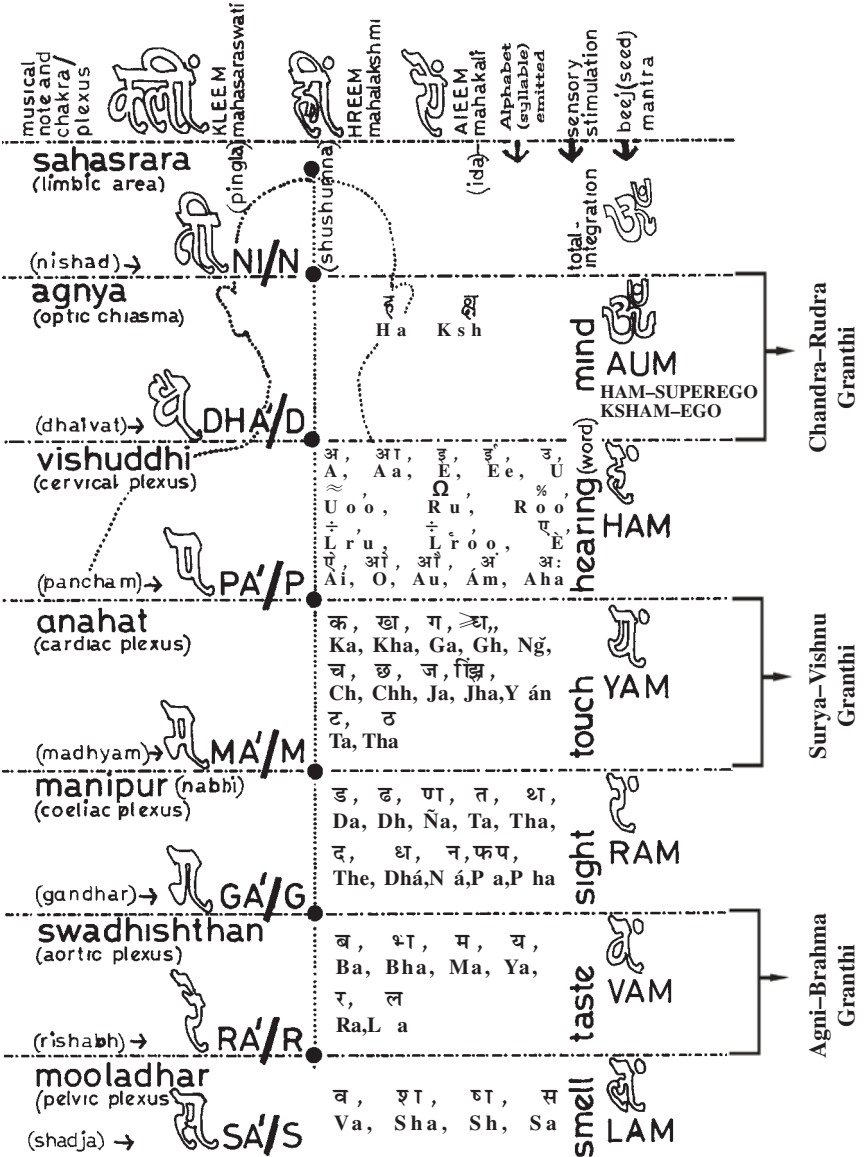 musical note and chakra/ plexus
क्लीं
KLEEM mahasaraswati
(pingla)
ह्रीं
HREEM mahalakshmi
(shushumna)
ऐं
AIEEM mahakali
(ida)
Alphabet (syllable) emitted
sensory stimulation
beej(seed) mantra
sahasrara
(limbic area)
(nishad)→ नी NI/N
total-integration
ॐ
agnya
(optic chiasma)
ह क्ष
Ha Ksh
(dhaivat)→ ध DHA'/D
mind
ॐ
AUM
HAM–SUPEREGO
KSHAM–EGO
Chandra–Rudra Granthi
vishuddhi
(cervical plexus)
अ, आ, इ, ई, उ,
A, Aa, E, Ee, U
≈ , Ω, % ,
Uoo, Ru, Roo
÷ , ÷ , ए,
Lru, Lroo, È
ऐ, ओ, औ, अं अः
Ai, O, Au, Ám, Aha
(pancham)→ प PA'/P
hearing (word)
हं
HAM
anahat
(cardiac plexus)
क, ख, ग, घ,,
Ka, Kha, Ga, Gh, Nğ,
च, छ, ज,
Ch, Chh, Ja, Jha,Y án
ट, ठ
Ta, Tha
(madhyam)→ म MA'/M
touch
यं
YAM
Surya–Vishnu Granthi
manipur (nabhi)
(coeliac plexus)
ड, ढ, ण, त, थ,
Da, Dh, Ña, Ta, Tha,
द, ध, न,फप,
The, Dhá,N á,P a,P ha
(gandhar)→ ग GA'/G
sight
रं
RAM
swadhishthan
(aortic plexus)
ब, भ, म, य,
Ba, Bha, Ma, Ya,
र, ल
Ra,L a
(rishabh)→ रे RA'/R
taste
वं
VAM
Agni–Brahma Granthi
mooladhar
(pelvic plexus
व, श, ष, स
Va, Sha, Sh, Sa
(shadja) → सा SA'/S
smell
लं
LAM